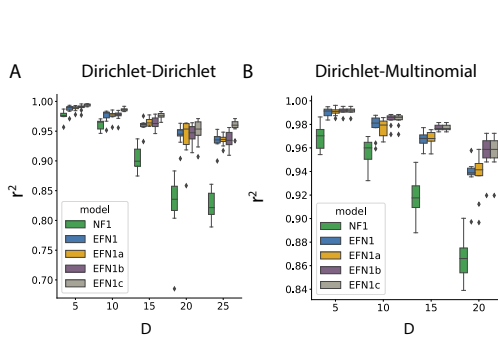 A
Dirichlet-Dirichlet
1.00
0.95
0.90
0.85
0.80
0.75
0.70
r²
model
NF1
EFN1
EFN1a
EFN1b
EFN1c
5 10 15 20 25
D
B
Dirichlet-Multinomial
1.00
0.98
0.96
0.94
0.92
0.90
0.88
0.86
0.84
r²
model
NF1
EFN1
EFN1a
EFN1b
EFN1c
5 10 15 20
D